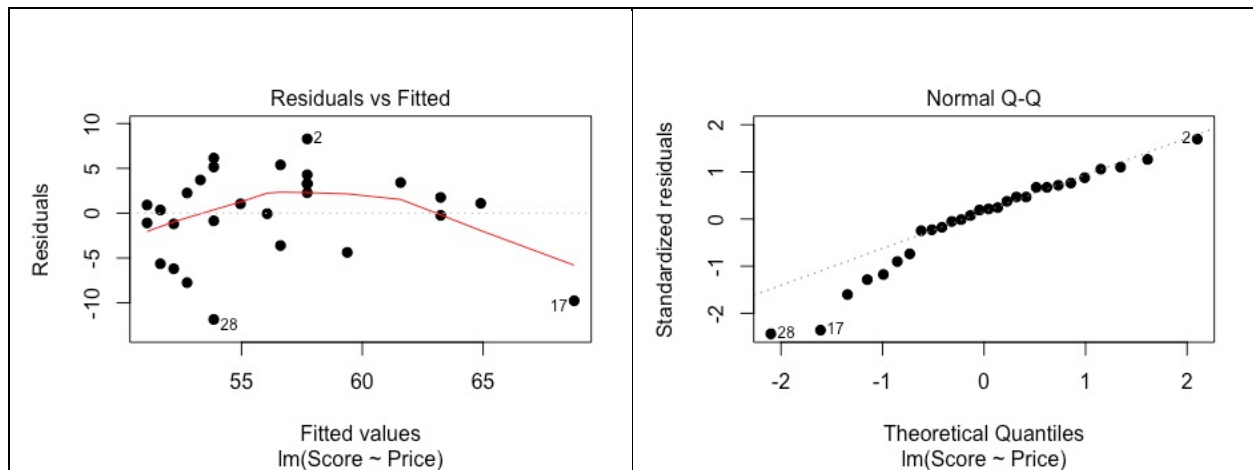 Residuals vs Fitted
Residuals
10
5
0
-5
-10
2
28
17
55 60 65
Fitted values
lm(Score ~ Price)
Normal Q-Q
Standardized residuals
2
1
0
-1
-2
2
28
17
-2 -1 0 1 2
Theoretical Quantiles
lm(Score ~ Price)